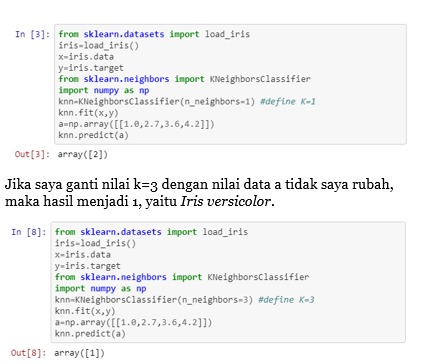 In [3]: from sklearn.datasets import load_iris
iris=load_iris()
x=iris.data
y=iris.target
from sklearn.neighbors import KNeighborsClassifier
import numpy as np
knn=KNeighborsClassifier(n_neighbors=1) #define K=1
knn.fit(x,y)
a=np.array([[1.0,2.7,3.6,4.2]])
knn.predict(a)
Out[3]: array([2])
Jika saya ganti nilai k=3 dengan nilai data a tidak saya rubah,
maka hasil menjadi 1, yaitu Iris versicolor.
In [8]: from sklearn.datasets import load_iris
iris=load_iris()
x=iris.data
y=iris.target
from sklearn.neighbors import KNeighborsClassifier
import numpy as np
knn=KNeighborsClassifier(n_neighbors=3) #define K=3
knn.fit(x,y)
a=np.array([[1.0,2.7,3.6,4.2]])
knn.predict(a)
Out[8]: array([1])